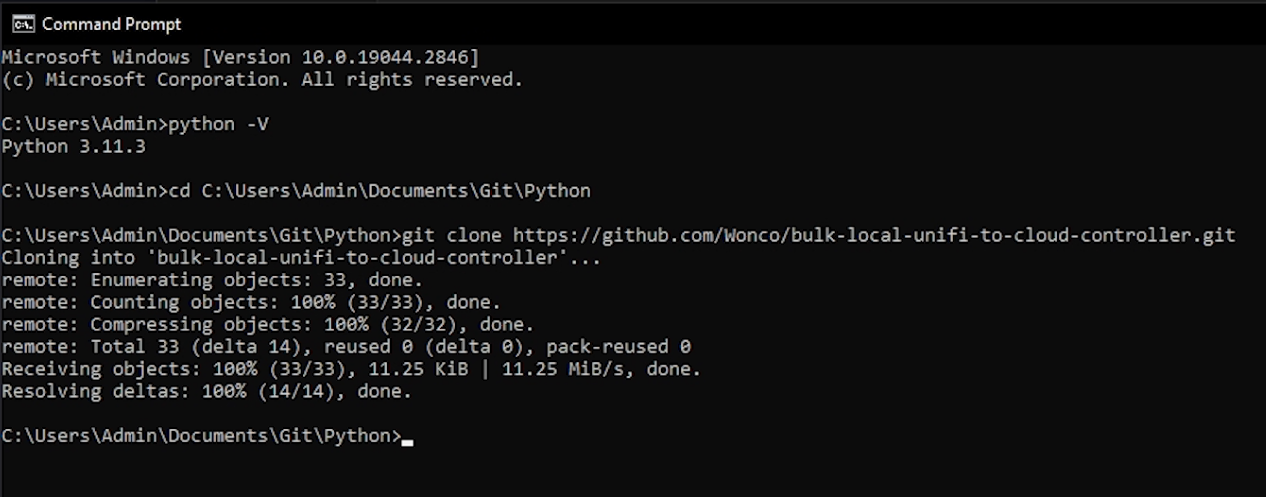 Command Prompt
Microsoft Windows [Version 10.0.19044.2846]
(c) Microsoft Corporation. All rights reserved.
C:\Users\Admin>python -V
Python 3.11.3
C:\Users\Admin>cd C:\Users\Admin\Documents\Git\Python
C:\Users\Admin\Documents\Git\Python>git clone https://github.com/Wonco/bulk-local-unifi-to-cloud-controller.git
Cloning into 'bulk-local-unifi-to-cloud-controller'...
remote: Enumerating objects: 33, done.
remote: Counting objects: 100% (33/33), done.
remote: Compressing objects: 100% (32/32), done.
remote: Total 33 (delta 14), reused 0 (delta 0), pack-reused 0
Receiving objects: 100% (33/33), 11.25 KiB | 11.25 MiB/s, done.
Resolving deltas: 100% (14/14), done.
C:\Users\Admin\Documents\Git\Python>